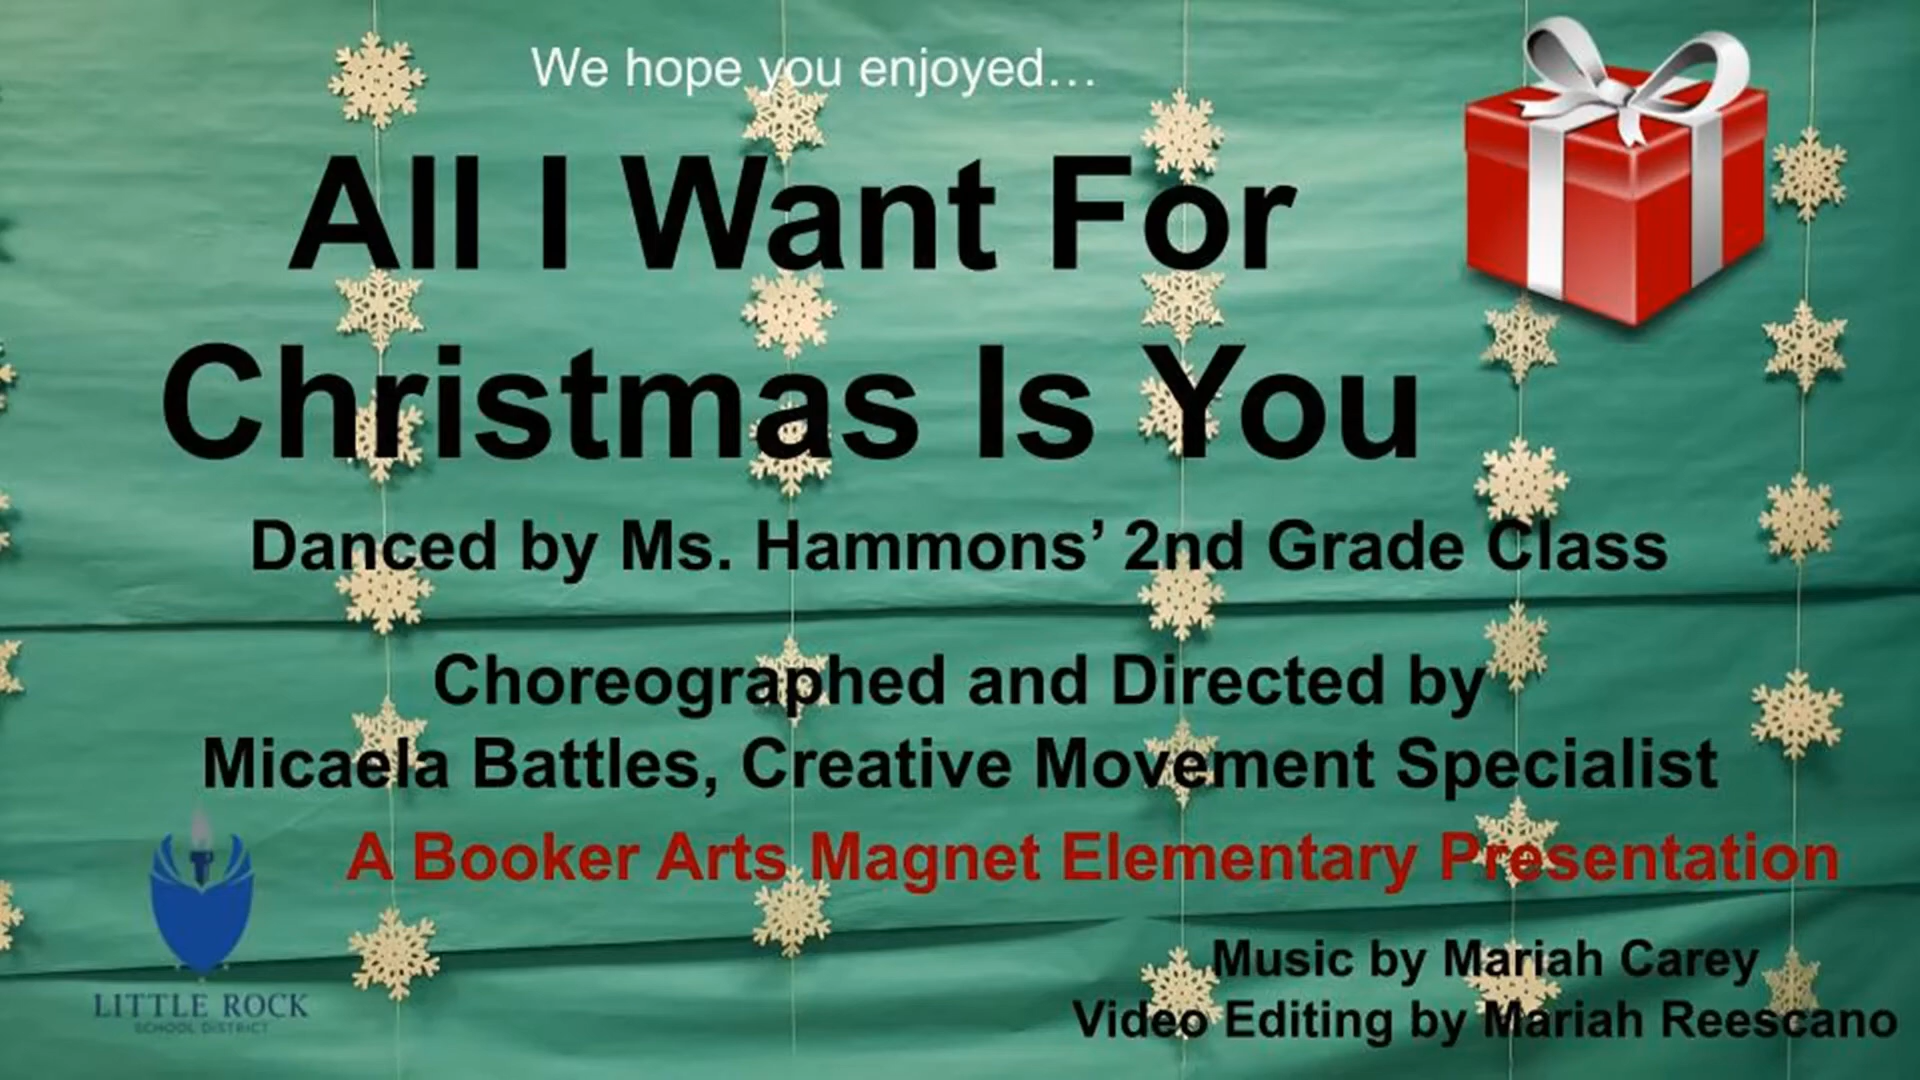 We hope you enjoyed…
All I Want For
Christmas Is You
Danced by Ms. Hammons’ 2nd Grade Class
Choreographed and Directed by
Micaela Battles, Creative Movement Specialist
A Booker Arts Magnet Elementary Presentation
Music by Mariah Carey
Video Editing by Mariah Reescano
LITTLE ROCK
SCHOOL DISTRICT